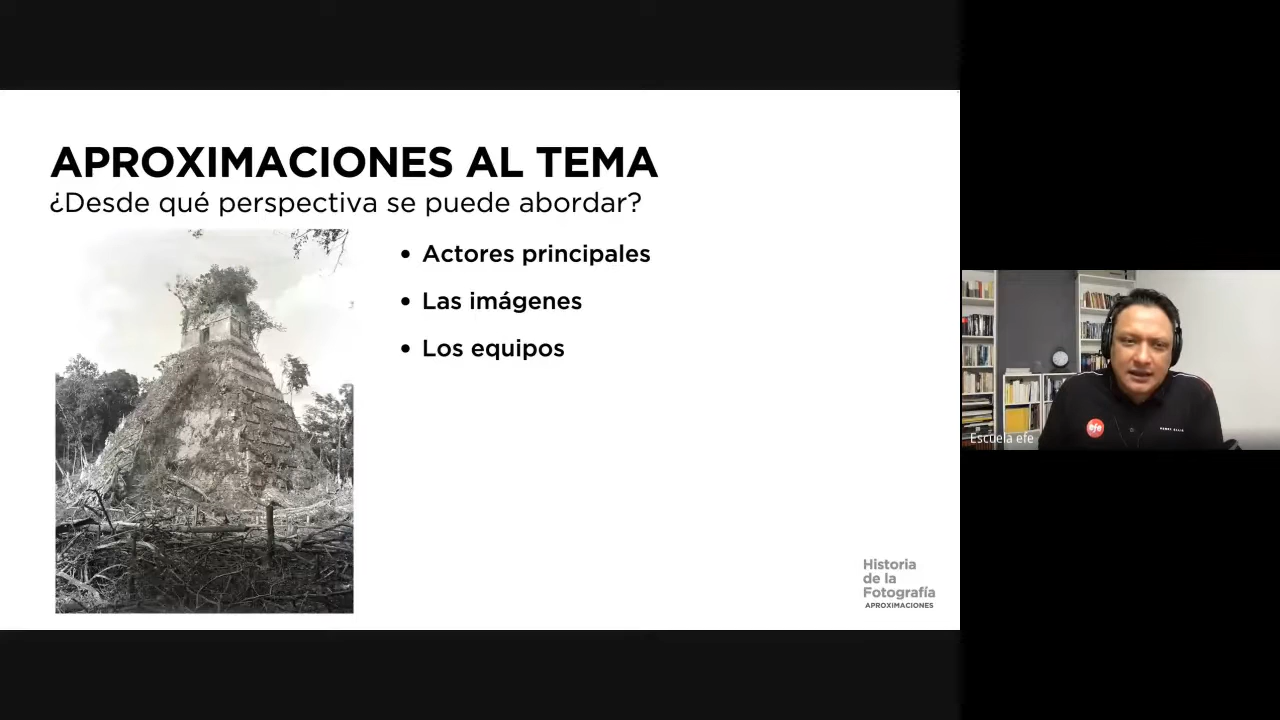 APROXIMACIONES AL TEMA
¿Desde qué perspectiva se puede abordar?
• Actores principales
• Las imágenes
• Los equipos
Historia
de la
Fotografía
APROXIMACIONES
efe
Escuela efe